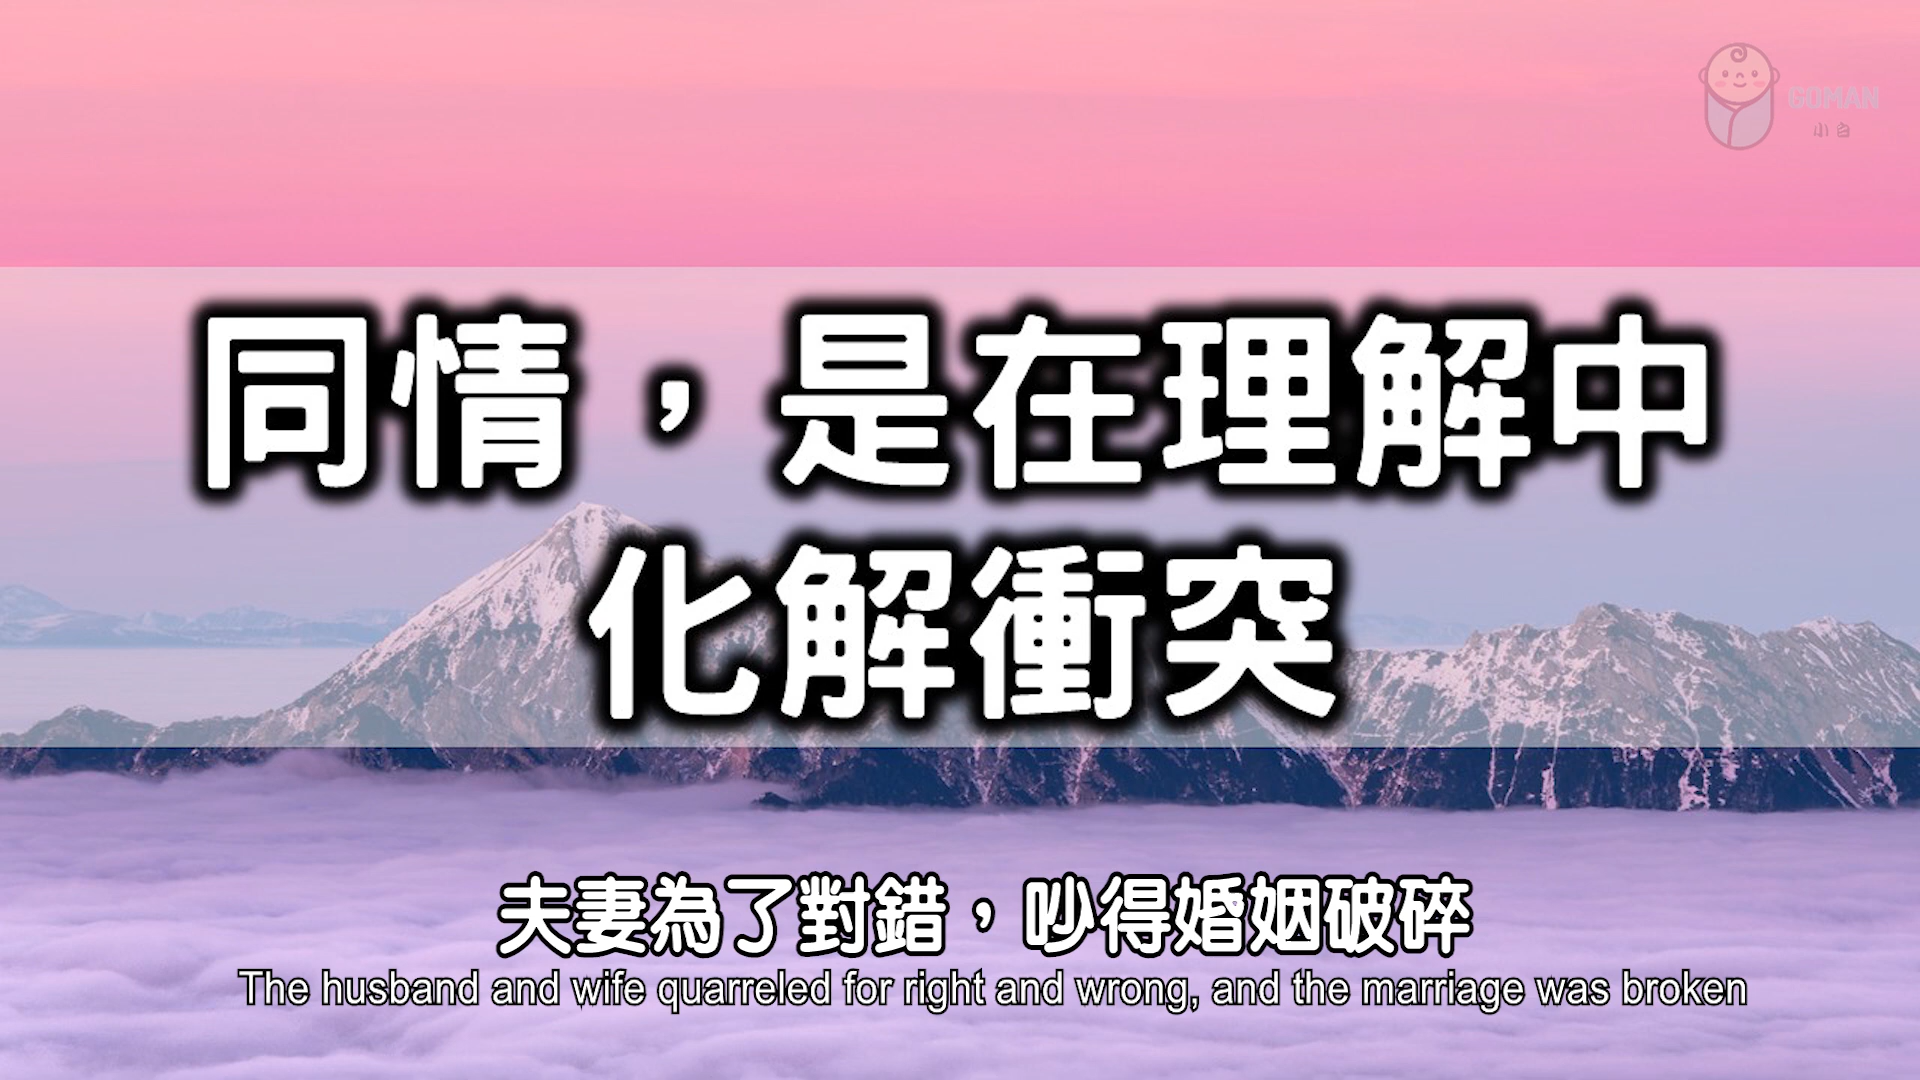 GOMAN
小白
同情，是在理解中
化解衝突
夫妻為了對錯，吵得婚姻破碎
The husband and wife quarreled for right and wrong, and the marriage was broken